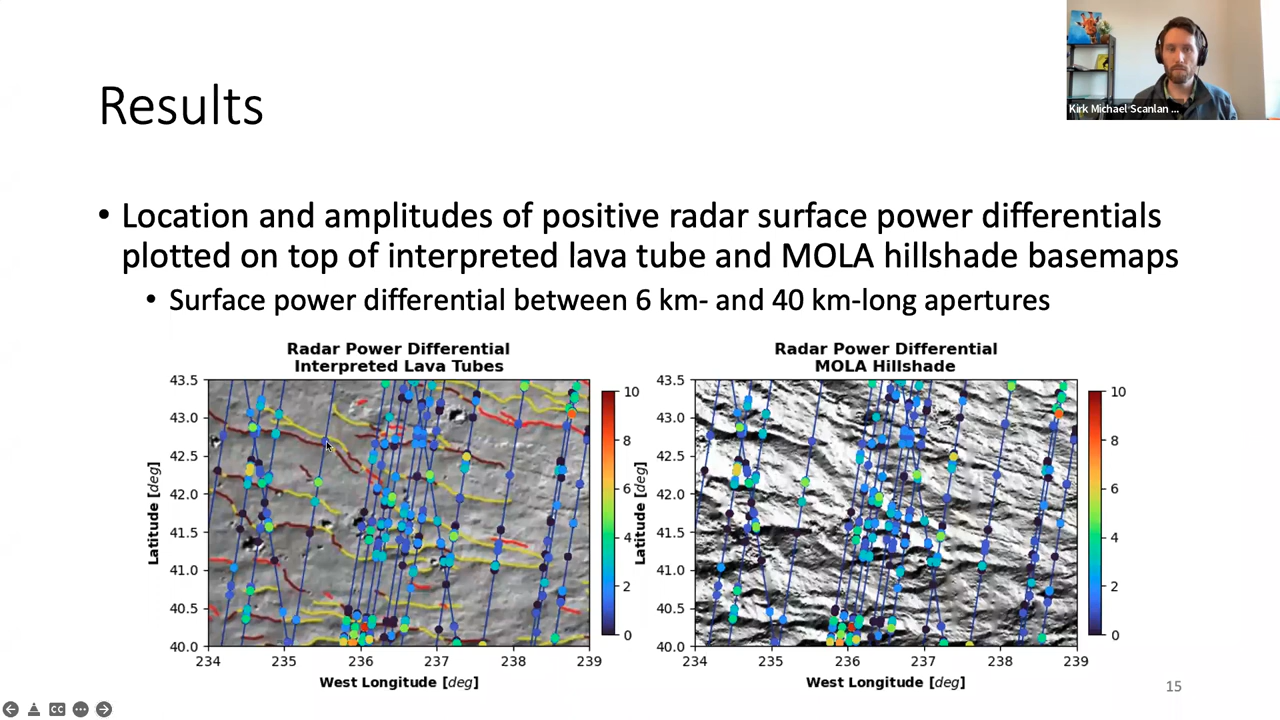 Kirk Michael Scanlan ...
Results
• Location and amplitudes of positive radar surface power differentials
plotted on top of interpreted lava tube and MOLA hillshade basemaps
• Surface power differential between 6 km- and 40 km-long apertures
Radar Power Differential
Interpreted Lava Tubes
43.5
43.0
42.5
42.0
41.5
41.0
40.5
40.0
Latitude [deg]
234 235 236 237 238 239
West Longitude [deg]
10
8
6
4
2
0
Radar Power Differential
MOLA Hillshade
43.5
43.0
42.5
42.0
41.5
41.0
40.5
40.0
Latitude [deg]
234 235 236 237 238 239
West Longitude [deg]
10
8
6
4
2
0
15
CC